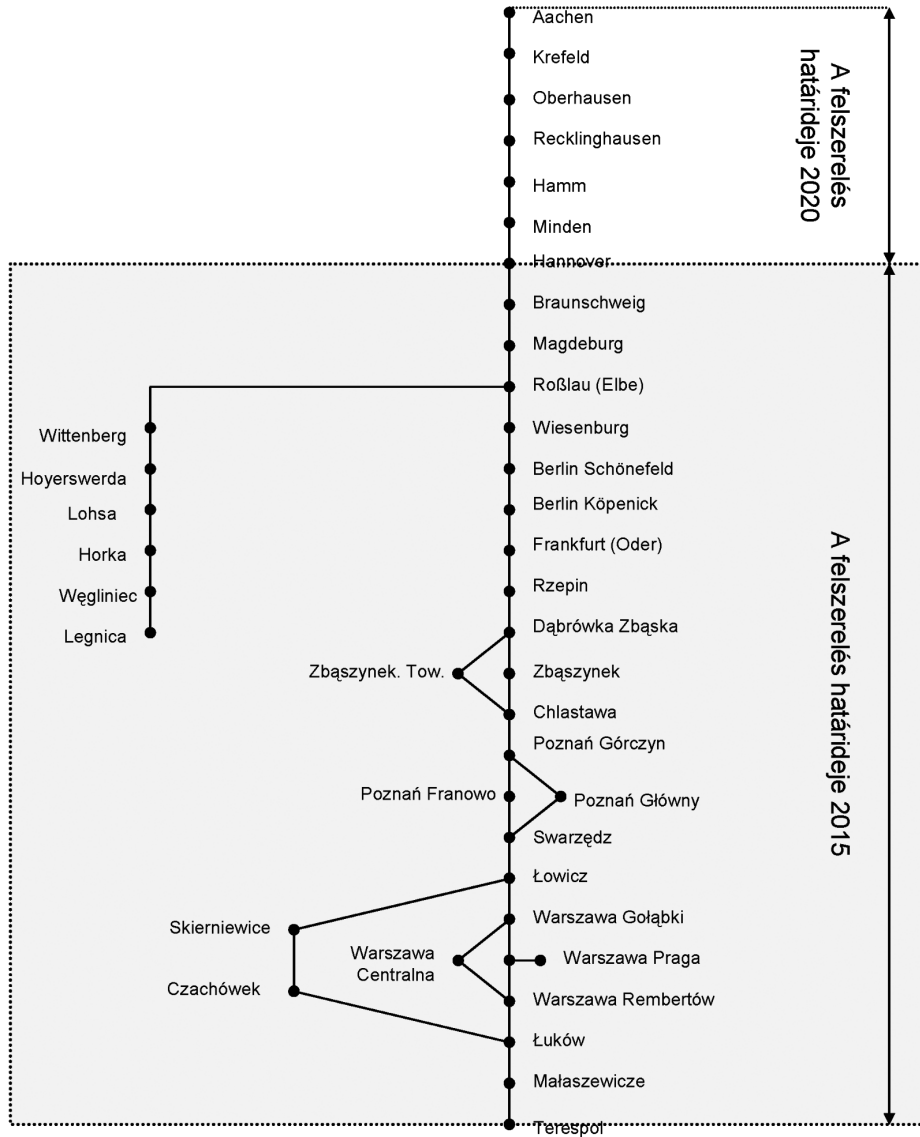 Aachen
Krefeld
Oberhausen
Recklinghausen
Hamm
Minden
Hannover
A felszerelés
határideje 2020
Braunschweig
Magdeburg
Roßlau (Elbe)
Wittenberg
Wiesenburg
Hoyerswerda
Berlin Schönefeld
Lohsa
Berlin Köpenick
Horka
Frankfurt (Oder)
Węgliniec
Rzepin
Legnica
Dąbrówka Zbąska
Zbąszynek. Tow.
Zbąszynek
Chlastawa
Poznań Górczyn
Poznań Franowo
Poznań Główny
Swarzędz
Łowicz
Skierniewice
Warszawa Gołąbki
Warszawa
Centralna
Warszawa Praga
Czachówek
Warszawa Rembertów
Łuków
Małaszewicze
Terespol
A felszerelés határideje 2015